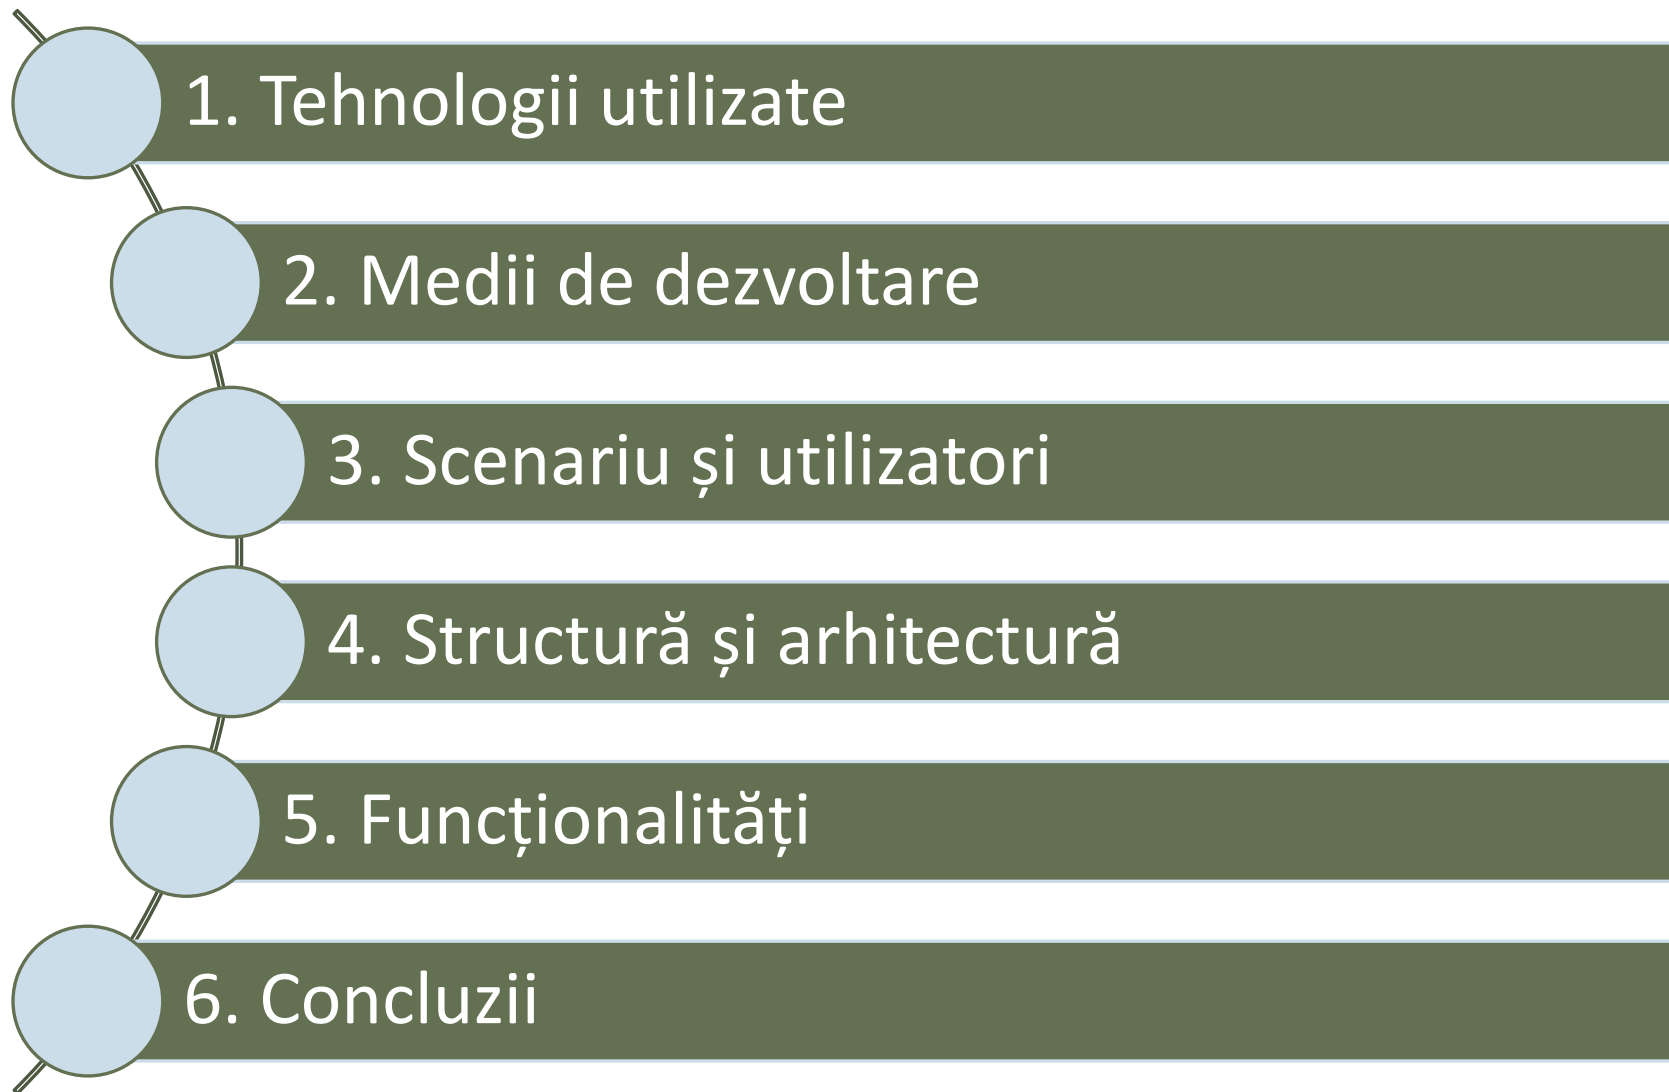 1. Tehnologii utilizate
2. Medii de dezvoltare
3. Scenariu și utilizatori
4. Structură și arhitectură
5. Funcționalități
6. Concluzii